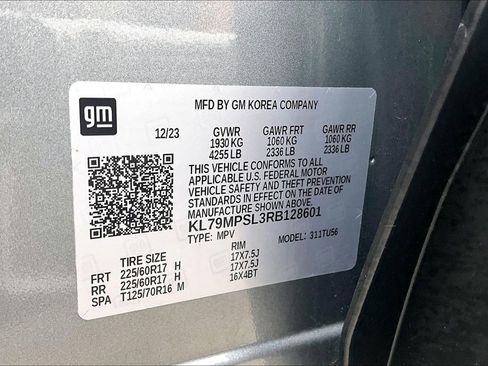 gm
MFD BY GM KOREA COMPANY
12/23 GVWR GAWR FRT GAWR RR
1930 KG 1060 KG 1060 KG
4255 LB 2336 LB 2336 LB
THIS VEHICLE CONFORMS TO ALL
APPLICABLE U.S. FEDERAL MOTOR
VEHICLE SAFETY AND THEFT PREVENTION
STANDARDS IN EFFECT ON THE DATE OF
MANUFACTURE SHOWN ABOVE.
KL79MPSL3RB128601
TYPE: MPV MODEL: 311TU56
TIRE SIZE RIM
FRT 225/60R17 H 17X7.5J
RR 225/60R17 H 17X7.5J
SPA T125/70R16 M 16X4BT